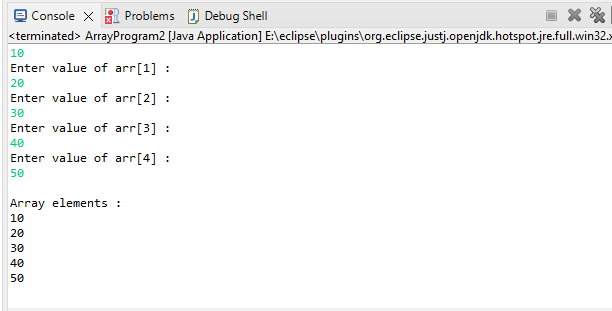 Console Problems Debug Shell
<terminated> ArrayProgram2 [Java Application] E:\eclipse\plugins\org.eclipse.justj.openjdk.hotspot.jre.full.win32.x
10
Enter value of arr[1] :
20
Enter value of arr[2] :
30
Enter value of arr[3] :
40
Enter value of arr[4] :
50
Array elements :
10
20
30
40
50